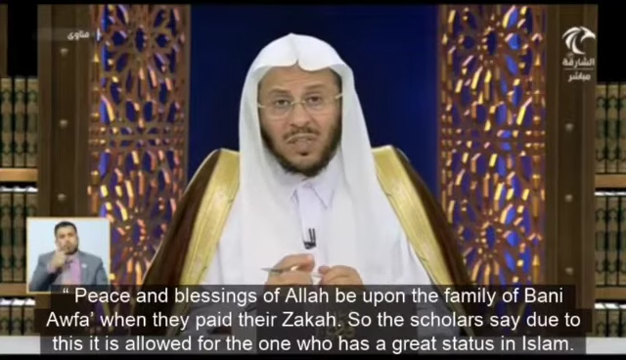 فتاوى
الشارقة
مباشر
“ Peace and blessings of Allah be upon the family of Bani
Awfa’ when they paid their Zakah. So the scholars say due to
this it is allowed for the one who has a great status in Islam.